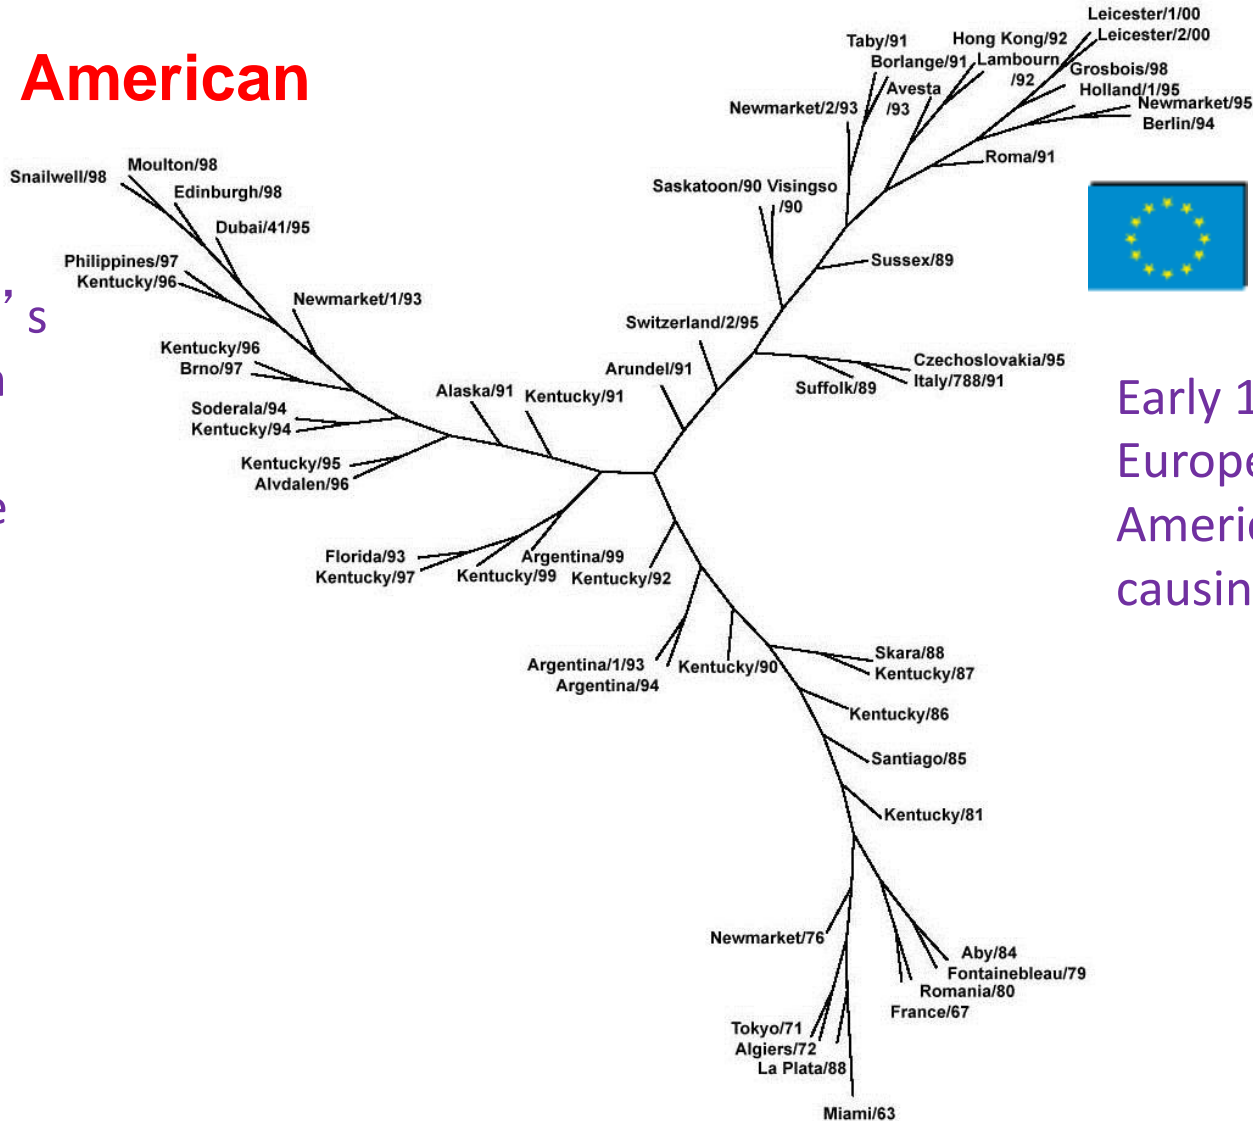 American
Leicester/1/00
Leicester/2/00
Taby/91
Borlange/91
Hong Kong/92
Lambourn
/92
Grosbois/98
Holland/1/95
Newmarket/95
Berlin/94
Avesta
/93
Newmarket/2/93
Roma/91
Saskatoon/90 Visingso
/90
Sussex/89
Switzerland/2/95
Arundel/91
Czechoslovakia/95
Italy/788/91
Suffolk/89
Moulton/98
Snailwell/98
Edinburgh/98
Dubai/41/95
Philippines/97
Kentucky/96
Newmarket/1/93
Kentucky/96
Brno/97
Alaska/91
Kentucky/91
Soderala/94
Kentucky/94
Kentucky/95
Alvdalen/96
Florida/93
Kentucky/97
Argentina/99
Kentucky/99
Kentucky/92
Argentina/1/93
Argentina/94
Kentucky/90
Skara/88
Kentucky/87
Kentucky/86
Santiago/85
Kentucky/81
Newmarket/76
Aby/84
Fontainebleau/79
Romania/80
France/67
Tokyo/71
Algiers/72
La Plata/88
Miami/63
’s
e
Early 1
Europe
Americ
causin